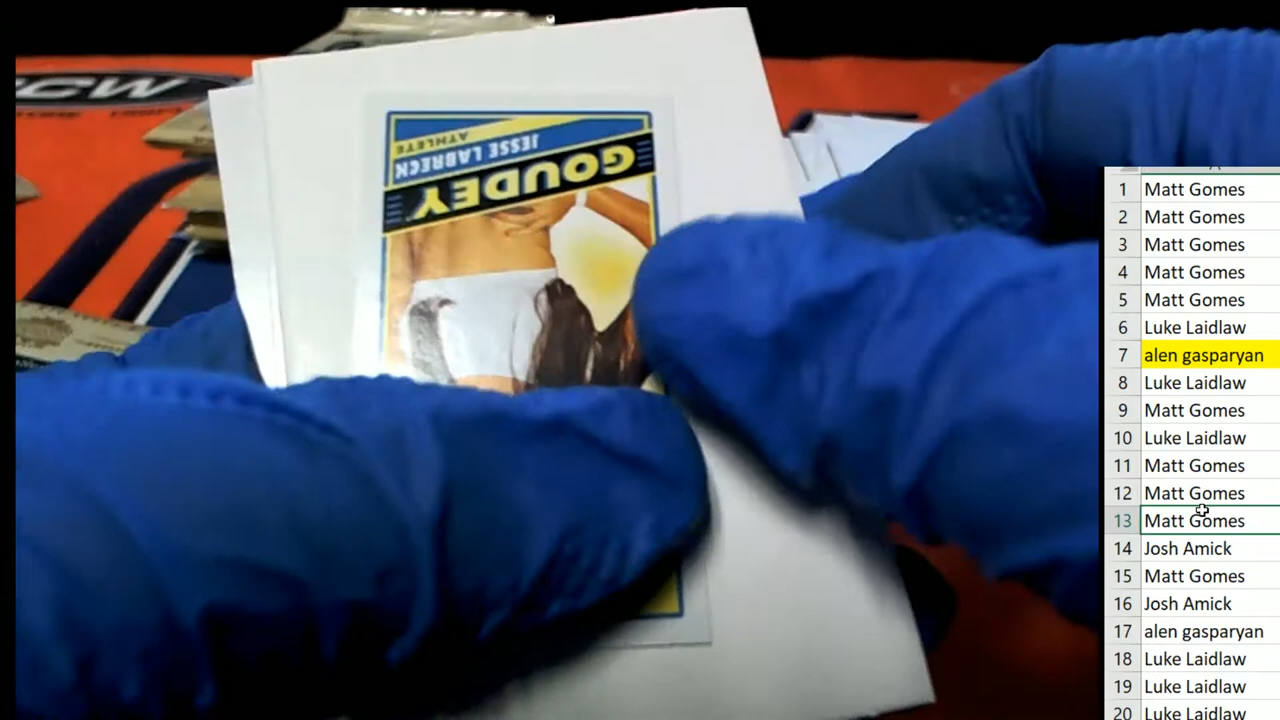 CW
ATHLETE
JESSE LABRECK
GOUDEY
1 Matt Gomes
2 Matt Gomes
3 Matt Gomes
4 Matt Gomes
5 Matt Gomes
6 Luke Laidlaw
7 alen gasparyan
8 Luke Laidlaw
9 Matt Gomes
10 Luke Laidlaw
11 Matt Gomes
12 Matt Gomes
13 Matt Gomes
14 Josh Amick
15 Matt Gomes
16 Josh Amick
17 alen gasparyan
18 Luke Laidlaw
19 Luke Laidlaw
20 Luke Laidlaw